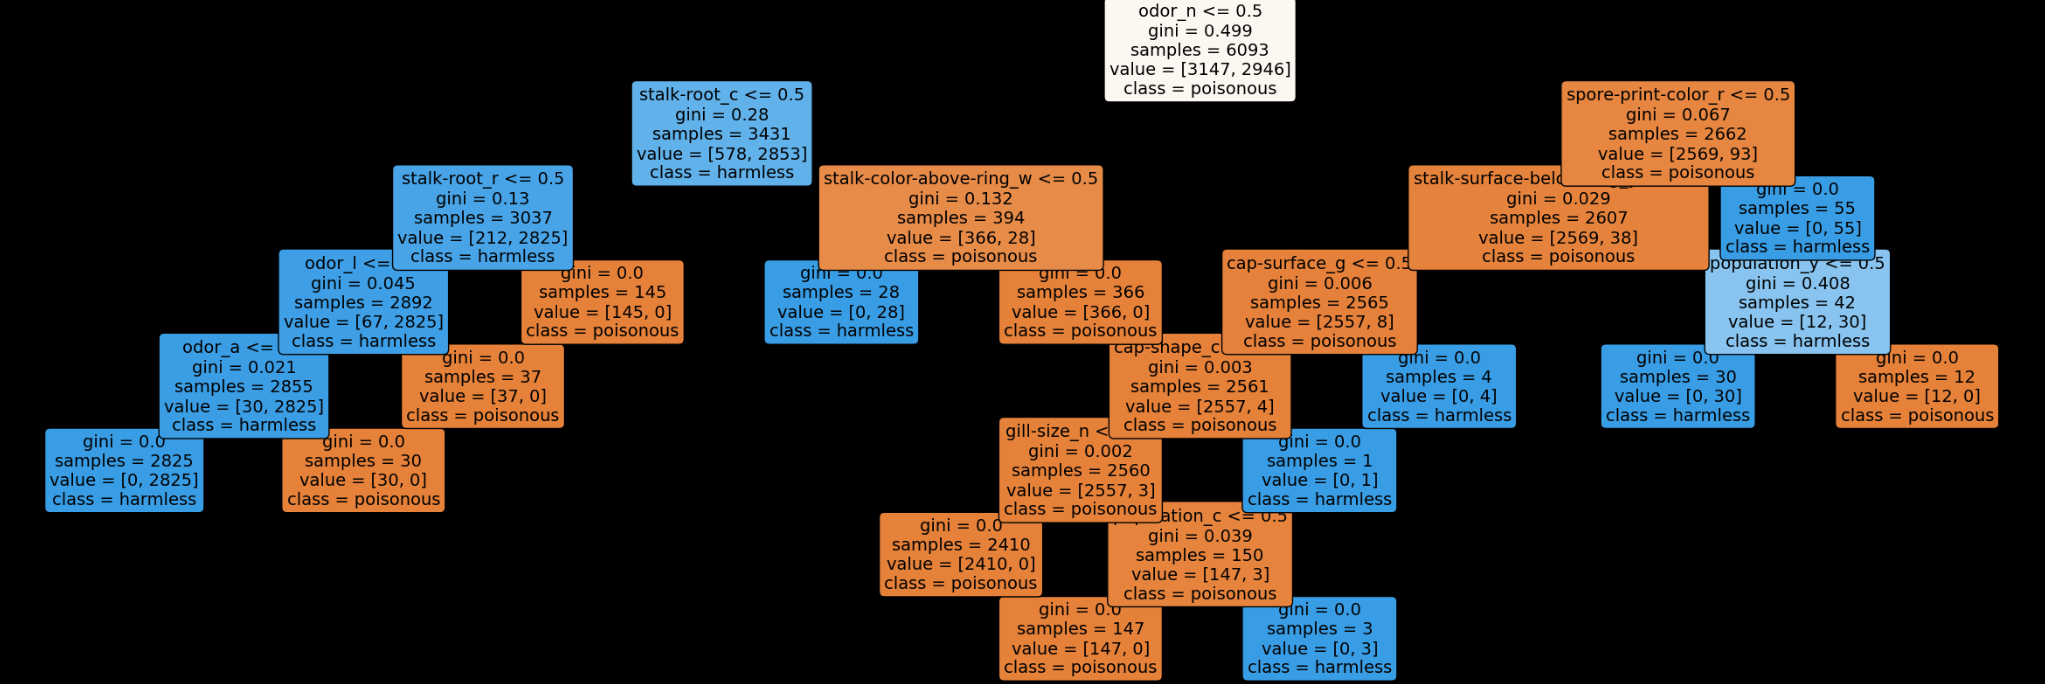 odor_n <= 0.5
gini = 0.499
samples = 6093
value = [3147, 2946]
class = poisonous
stalk-root_c <= 0.5
gini = 0.28
samples = 3431
value = [578, 2853]
class = harmless
spore-print-color_r <= 0.5
gini = 0.067
samples = 2662
value = [2569, 93]
class = poisonous
stalk-root_r <= 0.5
gini = 0.13
samples = 3037
value = [212, 2825]
class = harmless
stalk-color-above-ring_w <= 0.5
gini = 0.132
samples = 394
value = [366, 28]
class = poisonous
stalk-surface-
gini = 0.029
samples = 2607
value = [2569, 38]
class = poisonous
gini = 0.0
samples = 55
value = [0, 55]
class = harmless
odor_l <=
gini = 0.045
samples = 2892
value = [67, 2825]
class = harmless
gini = 0.0
samples = 145
value = [145, 0]
class = poisonous
gini = 0.0
samples = 28
value = [0, 28]
class = harmless
gini = 0.0
samples = 366
value = [366, 0]
class = poisonous
cap-surface_g <= 0.5
gini = 0.006
samples = 2565
value = [2557, 8]
class = poisonous
population_y <= 0.5
gini = 0.408
samples = 42
value = [12, 30]
class = harmless
odor_a <=
gini = 0.021
samples = 2855
value = [30, 2825]
class = harmless
gini = 0.0
samples = 37
value = [37, 0]
class = poisonous
cap-shape_c
gini = 0.003
samples = 2561
value = [2557, 4]
class = poisonous
gini = 0.0
samples = 4
value = [0, 4]
class = harmless
gini = 0.0
samples = 30
value = [0, 30]
class = harmless
gini = 0.0
samples = 12
value = [12, 0]
class = poisonous
gini = 0.0
samples = 2825
value = [0, 2825]
class = harmless
gini = 0.0
samples = 30
value = [30, 0]
class = poisonous
gill-size_n <
gini = 0.002
samples = 2560
value = [2557, 3]
class = poisonous
gini = 0.0
samples = 1
value = [0, 1]
class = harmless
gini = 0.0
samples = 2410
value = [2410, 0]
class = poisonous
ation_c <= 0.5
gini = 0.039
samples = 150
value = [147, 3]
class = poisonous
gini = 0.0
samples = 147
value = [147, 0]
class = poisonous
gini = 0.0
samples = 3
value = [0, 3]
class = harmless